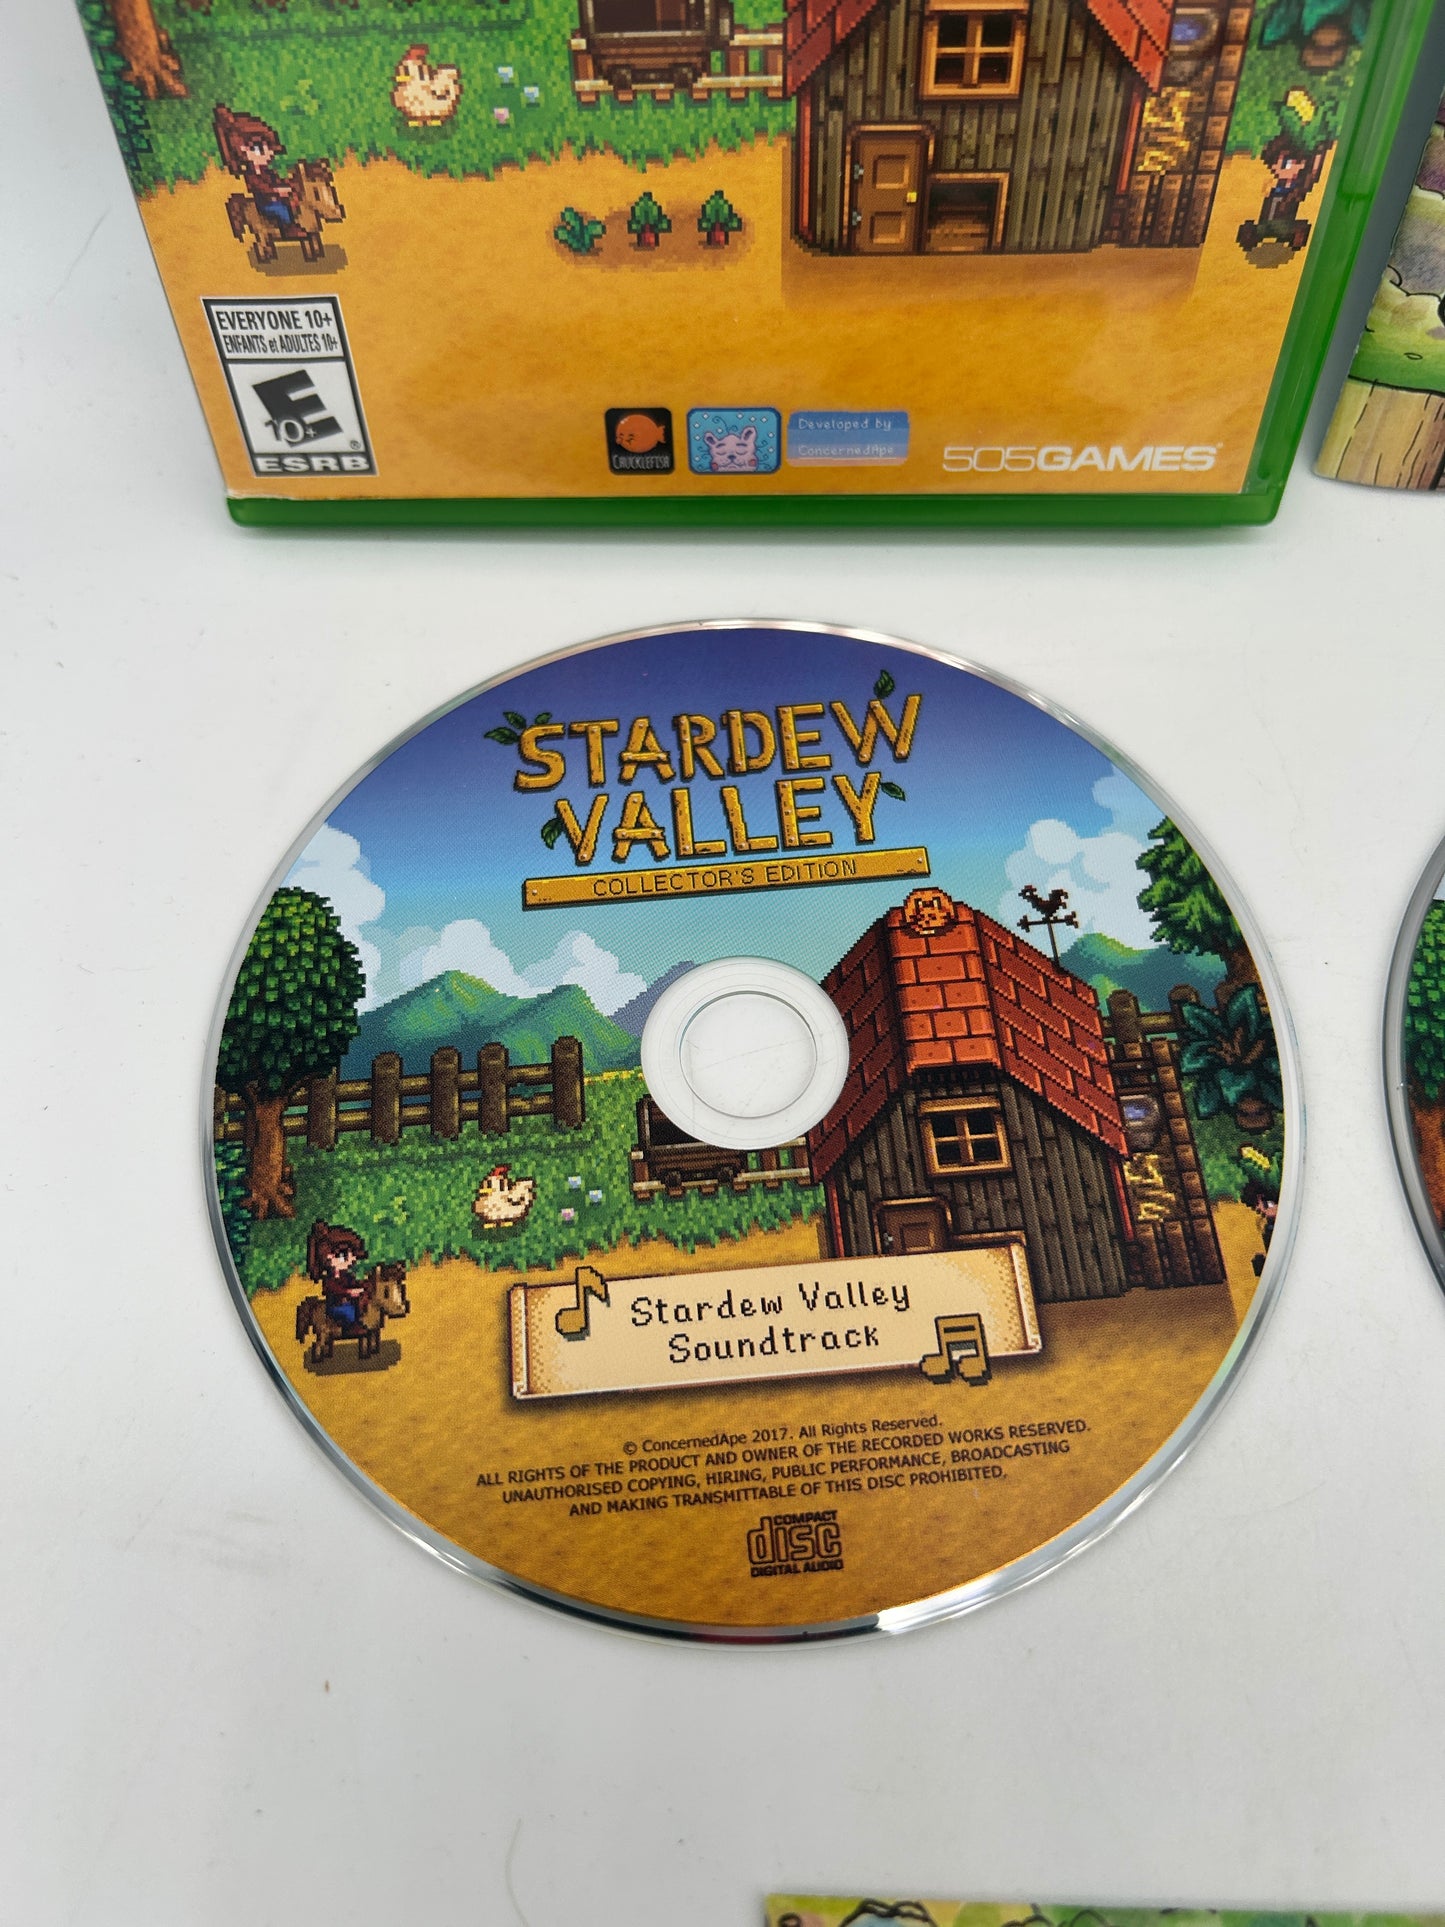 EVERYONE 10+
ENFANTS et ADULTES 10+
E
10+
®
ESRB
CHUCKLEFISH
Developed by
ConcernedApe
505GAMES
STARDEW
VALLEY
COLLECTOR'S EDITION
Stardew Valley
Soundtrack
© ConcernedApe 2017. All Rights Reserved.
ALL RIGHTS OF THE PRODUCT AND OWNER OF THE RECORDED WORKS RESERVED.
UNAUTHORISED COPYING, HIRING, PUBLIC PERFORMANCE, BROADCASTING
AND MAKING TRANSMITTABLE OF THIS DISC PROHIBITED.
COMPACT
disc
DIGITAL AUDIO